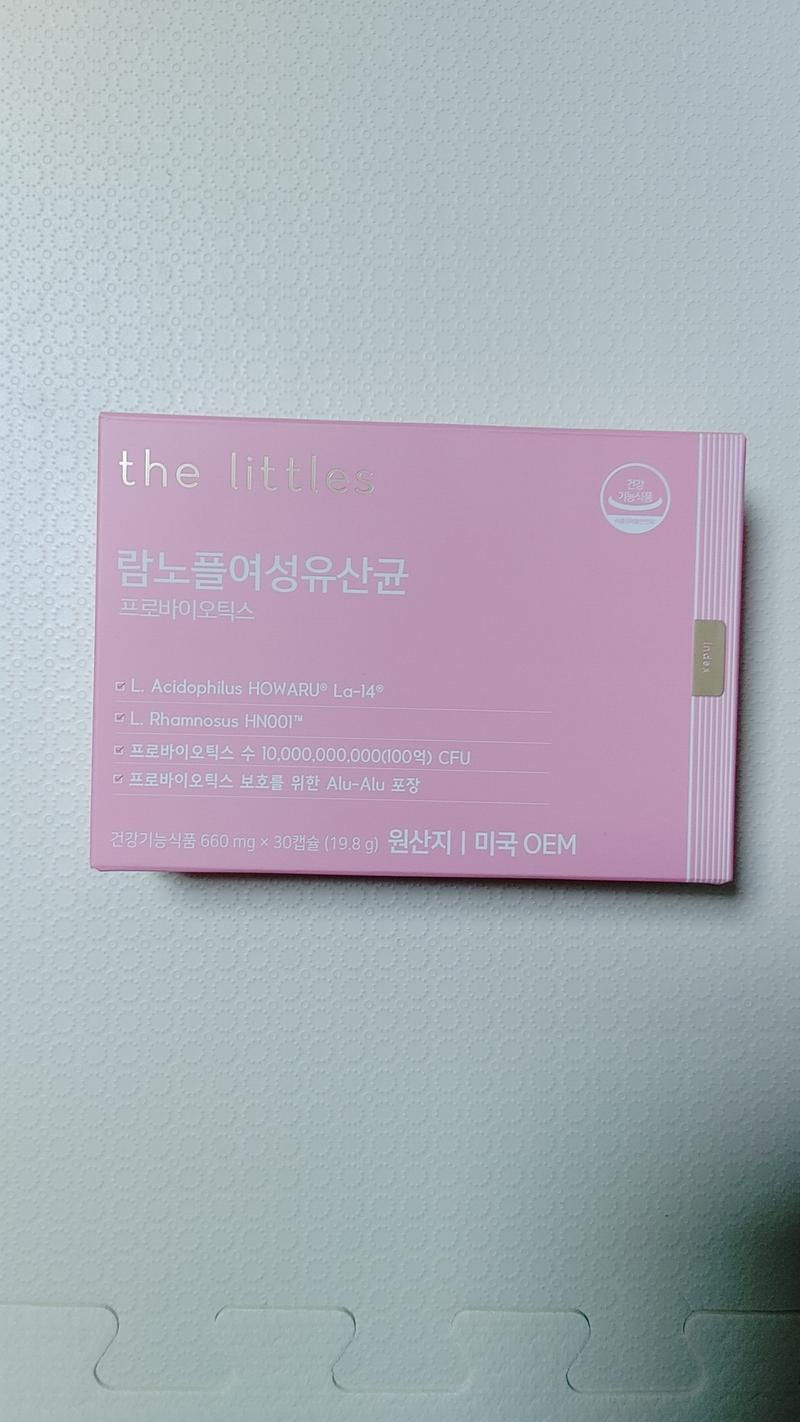 the littles
건강
기능식품
람노플여성유산균
프로바이오틱스
index
L. Acidophilus HOWARU® La-14®
L. Rhamnosus HN001™
프로바이오틱스 수 10,000,000,000(100억) CFU
프로바이오틱스 보호를 위한 Alu-Alu 포장
건강기능식품 660 mg × 30캡슐 (19.8 g) 원산지 | 미국 OEM